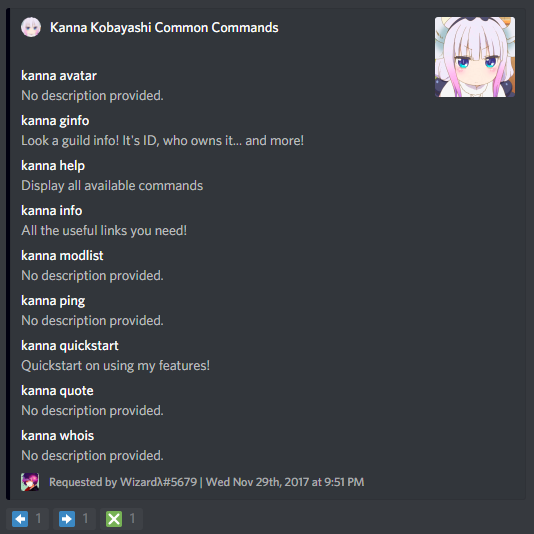 Kanna Kobayashi Common Commands
kanna avatar
No description provided.
kanna ginfo
Look a guild info! It's ID, who owns it... and more!
kanna help
Display all available commands
kanna info
All the useful links you need!
kanna modlist
No description provided.
kanna ping
No description provided.
kanna quickstart
Quickstart on using my features!
kanna quote
No description provided.
kanna whois
No description provided.
Requested by Wizardλ#5679 | Wed Nov 29th, 2017 at 9:51 PM
1 1 1